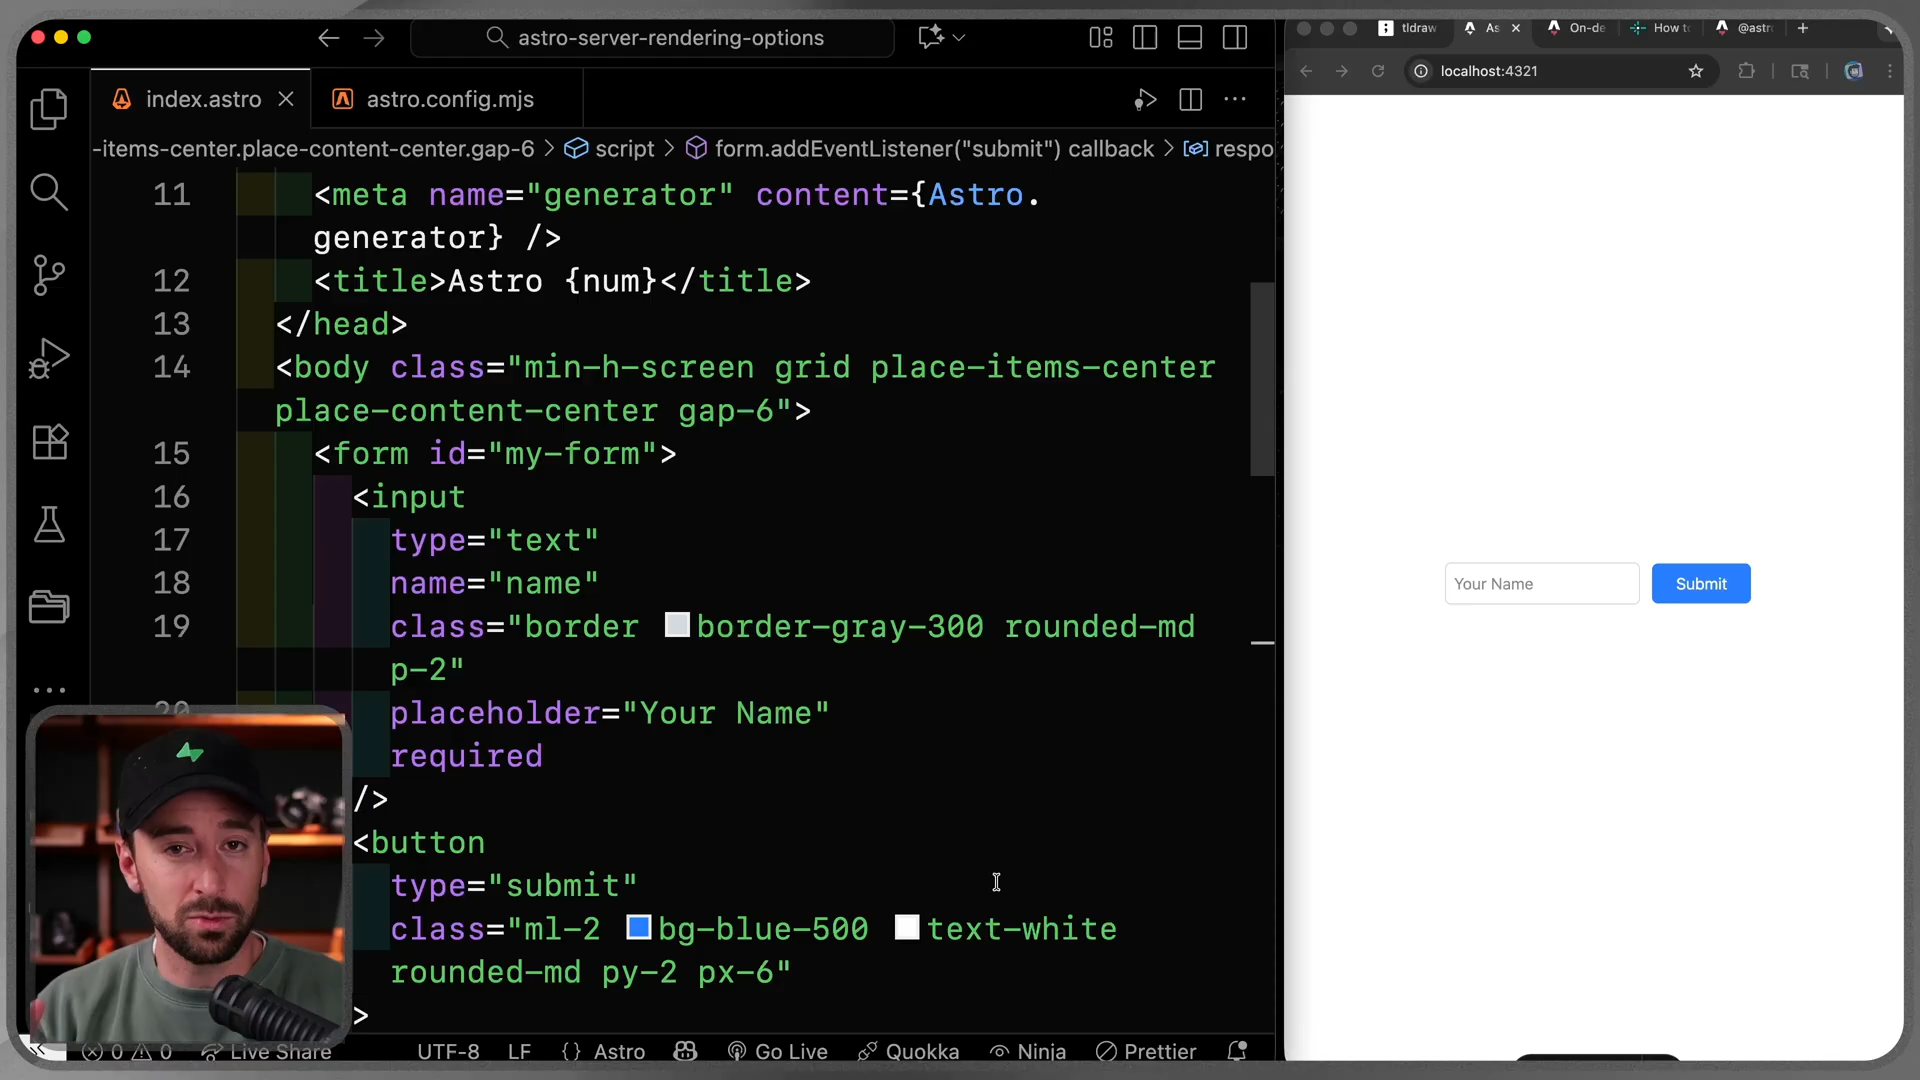 astro-server-rendering-options
index.astro
astro.config.mjs
-items-center.place-content-center.gap-6 > script > form.addEventListener("submit") callback > respo
11 <meta name="generator" content={Astro.
generator} />
12 <title>Astro {num}</title>
13 </head>
14 <body class="min-h-screen grid place-items-center
place-content-center gap-6">
15 <form id="my-form">
16 <input
17 type="text"
18 name="name"
19 class="border border-gray-300 rounded-md
p-2"
20 placeholder="Your Name"
required
/>
<button
type="submit"
class="ml-2 bg-blue-500 text-white
rounded-md py-2 px-6"
>
0 0 Live Share UTF-8 LF {} Astro Go Live Quokka Ninja Prettier
tldraw As On-de How to @astr
localhost:4321
Your Name Submit